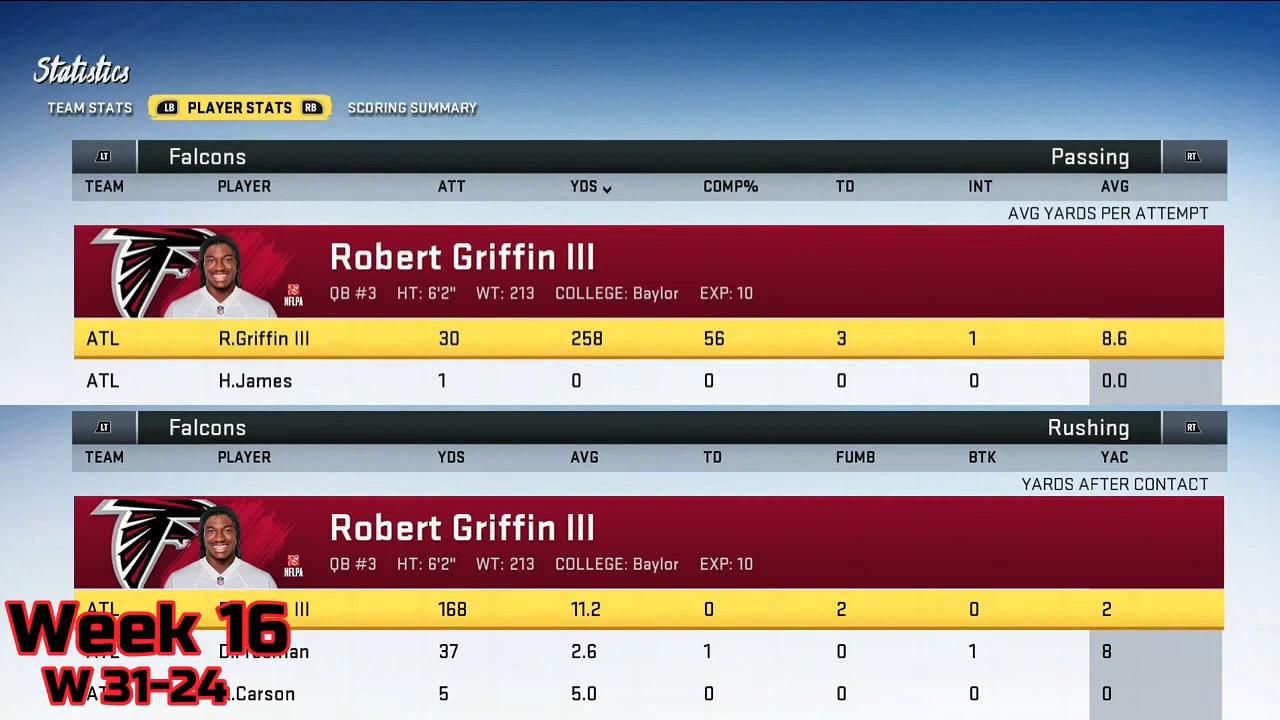 Statistics
TEAM STATS LB PLAYER STATS RB SCORING SUMMARY
LT Falcons Passing RT
TEAM PLAYER ATT YDS COMP% TD INT AVG
AVG YARDS PER ATTEMPT
Robert Griffin III
QB #3 HT: 6'2" WT: 213 COLLEGE: Baylor EXP: 10
NFLPA
ATL R.Griffin III 30 258 56 3 1 8.6
ATL H.James 1 0 0 0 0 0.0
LT Falcons Rushing RT
TEAM PLAYER YDS AVG TD FUMB BTK YAC
YARDS AFTER CONTACT
Robert Griffin III
QB #3 HT: 6'2" WT: 213 COLLEGE: Baylor EXP: 10
NFLPA
ATL III 168 11.2 0 2 0 2
Week 16
37 2.6 1 0 1 8
W 31-24
.Carson 5 5.0 0 0 0 0